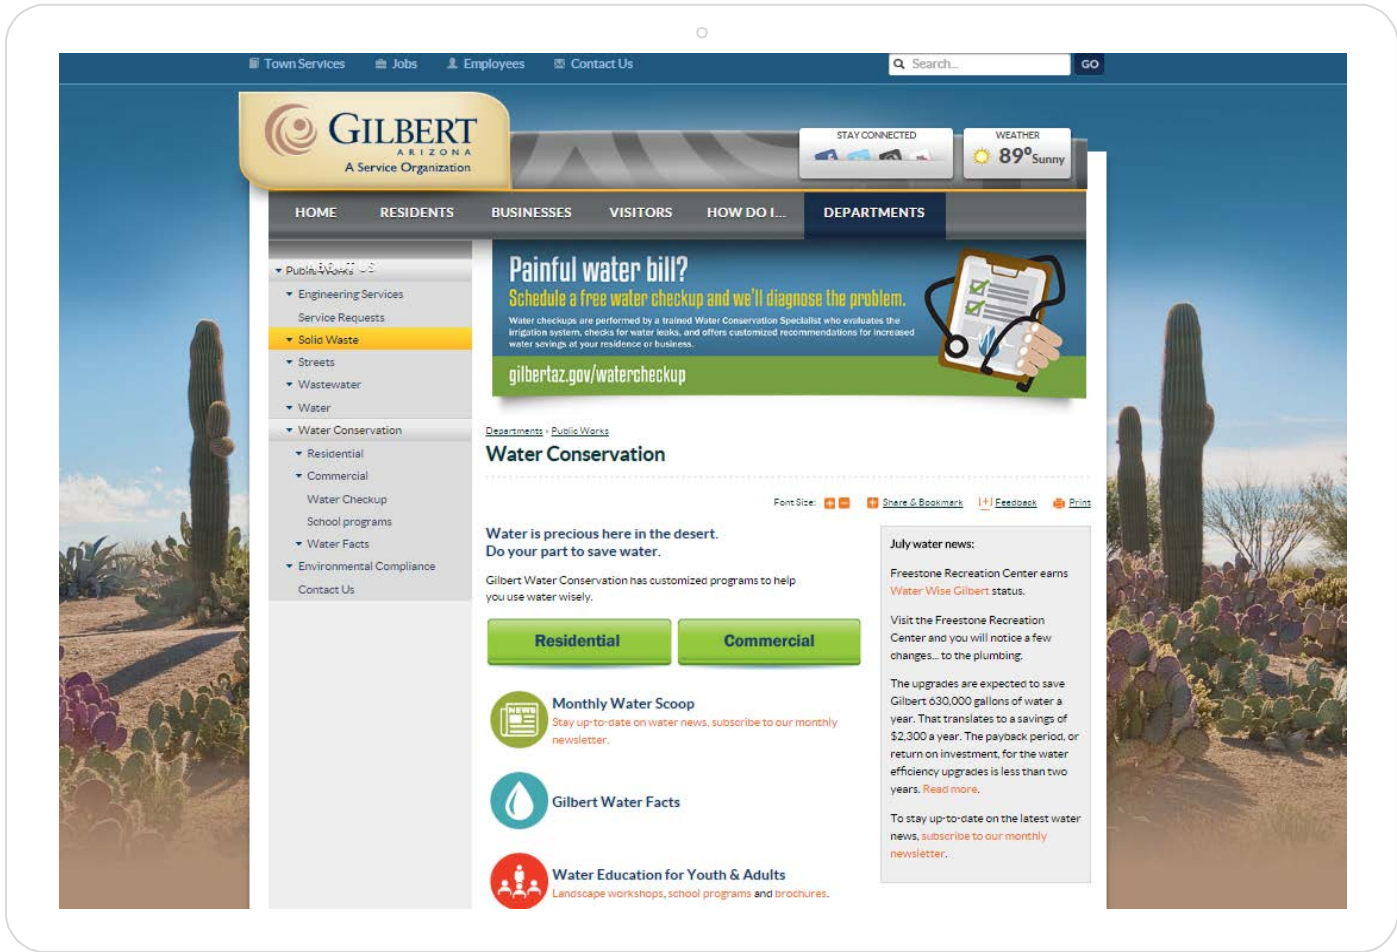 Town Services Jobs Employees Contact Us Search... GO
GILBERT
ARIZONA
A Service Organization
STAY CONNECTED
WEATHER
89° Sunny
HOME RESIDENTS BUSINESSES VISITORS HOW DO I... DEPARTMENTS
ABOUT US
Public Works
Engineering Services
Service Requests
Solid Waste
Streets
Wastewater
Water
Water Conservation
Residential
Commercial
Water Checkup
School programs
Water Facts
Environmental Compliance
Contact Us
Painful water bill?
Schedule a free water checkup and we'll diagnose the problem.
Water checkups are performed by a trained Water Conservation Specialist who evaluates the
irrigation system, checks for water leaks, and offers customized recommendations for increased
water savings at your residence or business.
gilbertaz.gov/watercheckup
Departments › Public Works
Water Conservation
Font Size: + − Share & Bookmark [+] Feedback Print
Water is precious here in the desert.
Do your part to save water.
Gilbert Water Conservation has customized programs to help
you use water wisely.
Residential Commercial
NEWS
Monthly Water Scoop
Stay up-to-date on water news, subscribe to our monthly
newsletter.
Gilbert Water Facts
Water Education for Youth & Adults
Landscape workshops, school programs and brochures.
July water news:
Freestone Recreation Center earns
Water Wise Gilbert status.
Visit the Freestone Recreation
Center and you will notice a few
changes... to the plumbing.
The upgrades are expected to save
Gilbert 630,000 gallons of water a
year. That translates to a savings of
$2,300 a year. The payback period, or
return on investment, for the water
efficiency upgrades is less than two
years. Read more.
To stay up-to-date on the latest water
news, subscribe to our monthly
newsletter.